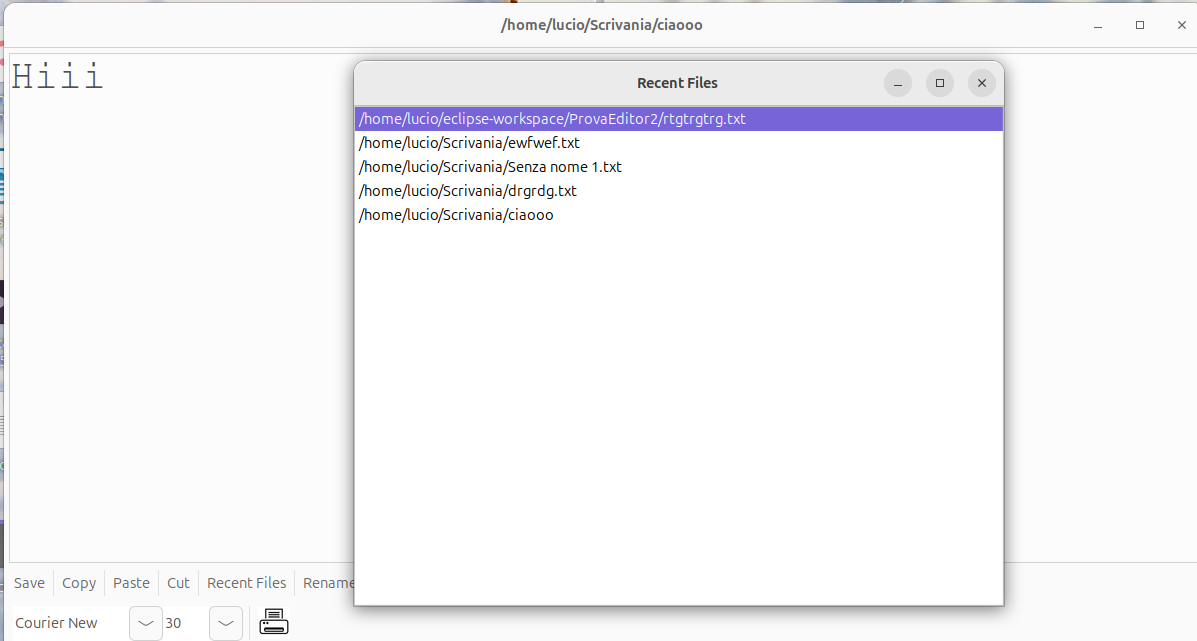 /home/lucio/Scrivania/ciaooo
Hiii
Recent Files
/home/lucio/eclipse-workspace/ProvaEditor2/rtgtrgtrg.txt
/home/lucio/Scrivania/ewfwef.txt
/home/lucio/Scrivania/Senza nome 1.txt
/home/lucio/Scrivania/drgrdg.txt
/home/lucio/Scrivania/ciaooo
Save Copy Paste Cut Recent Files Rename
Courier New 30